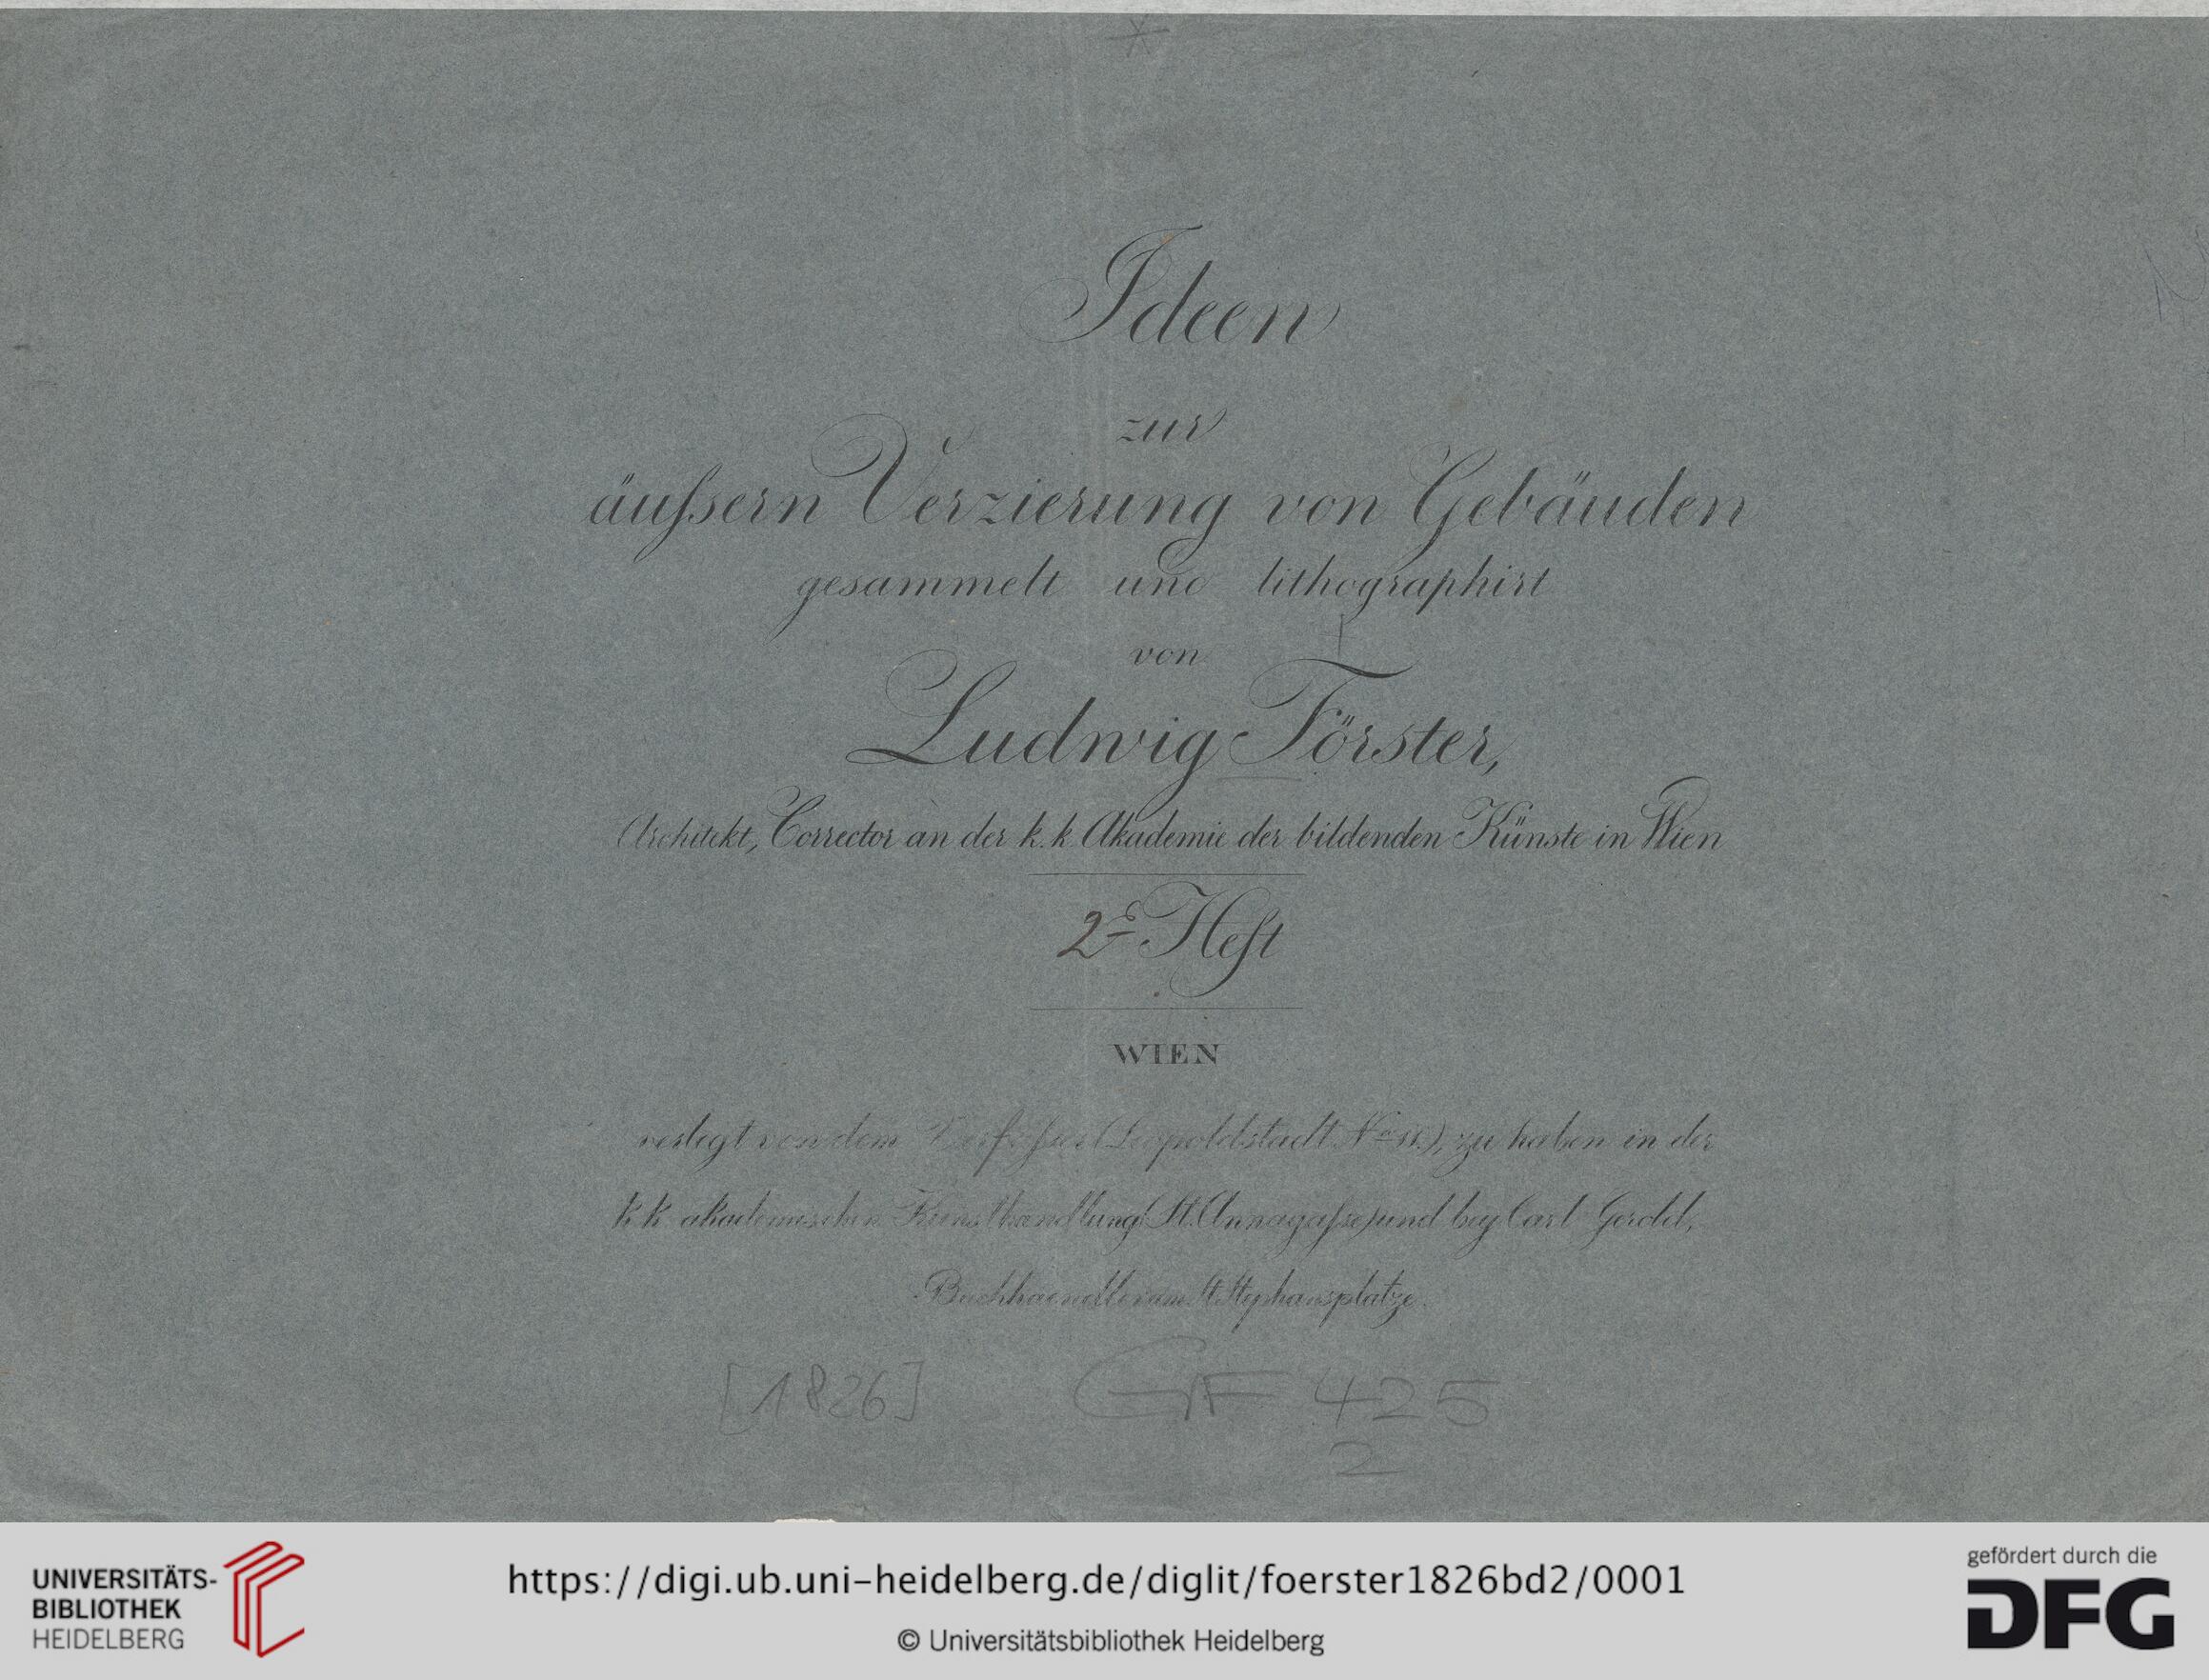 Ideen
zur
äußern Verzierung von Gebäuden
gesammelt und lithographirt
von
Ludwig Förster,
Architekt, Corrector an der k. k Akademie der bildenden Künste in Wien
2ͤ Heft
WIEN
verlegt von dem Verfasser (Leopoldstadt zu haben in der
k k akademischen Kunsthandlung (St. Annagaße) und bey Carl Gerold,
Buchhaendler am St. Stephansplatze.
[1826] GF 425
2
UNIVERSITÄTS-
BIBLIOTHEK
HEIDELBERG
https://digi.ub.uni-heidelberg.de/diglit/foerster1826bd2/0001
© Universitätsbibliothek Heidelberg
gefördert durch die
DFG